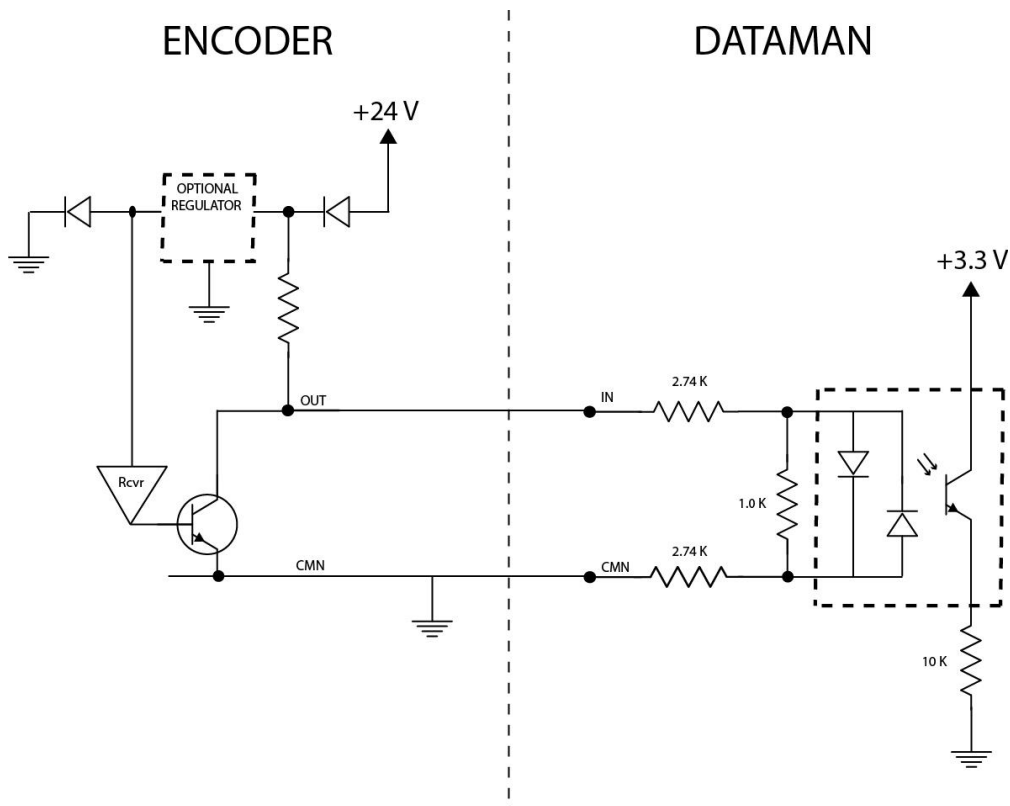 ENCODER
DATAMAN
+24 V
OPTIONAL
REGULATOR
+3.3 V
OUT
IN
2.74 K
Rcvr
1.0 K
CMN
CMN
2.74 K
10 K